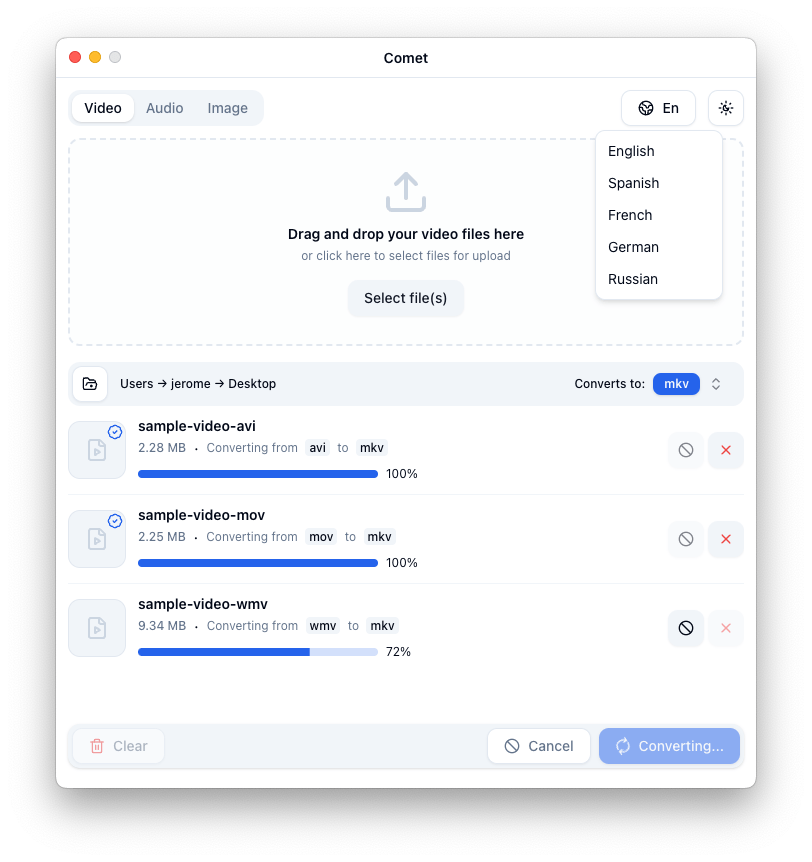 Comet
Video Audio Image
En
English
Spanish
French
German
Russian
Drag and drop your video files here
or click here to select files for upload
Select file(s)
Users → jerome → Desktop
Converts to: mkv
sample-video-avi
2.28 MB • Converting from avi to mkv
100%
sample-video-mov
2.25 MB • Converting from mov to mkv
100%
sample-video-wmv
9.34 MB • Converting from wmv to mkv
72%
Clear
Cancel
Converting...